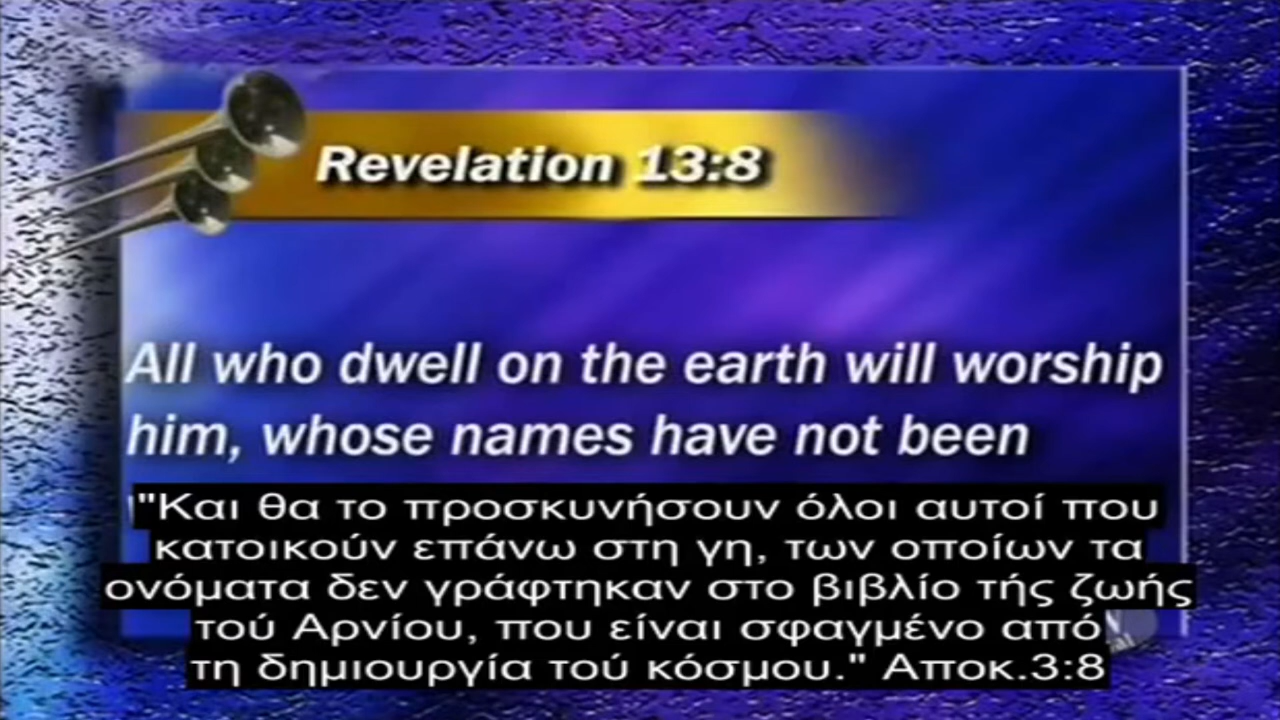 Revelation 13:8
All who dwell on the earth will worship
him, whose names have not been
"Και θα το προσκυνήσουν όλοι αυτοί που
κατοικούν επάνω στη γη, των οποίων τα
ονόματα δεν γράφτηκαν στο βιβλίο τής ζωής
τού Αρνίου, που είναι σφαγμένο από
τη δημιουργία τού κόσμου." Αποκ.3:8